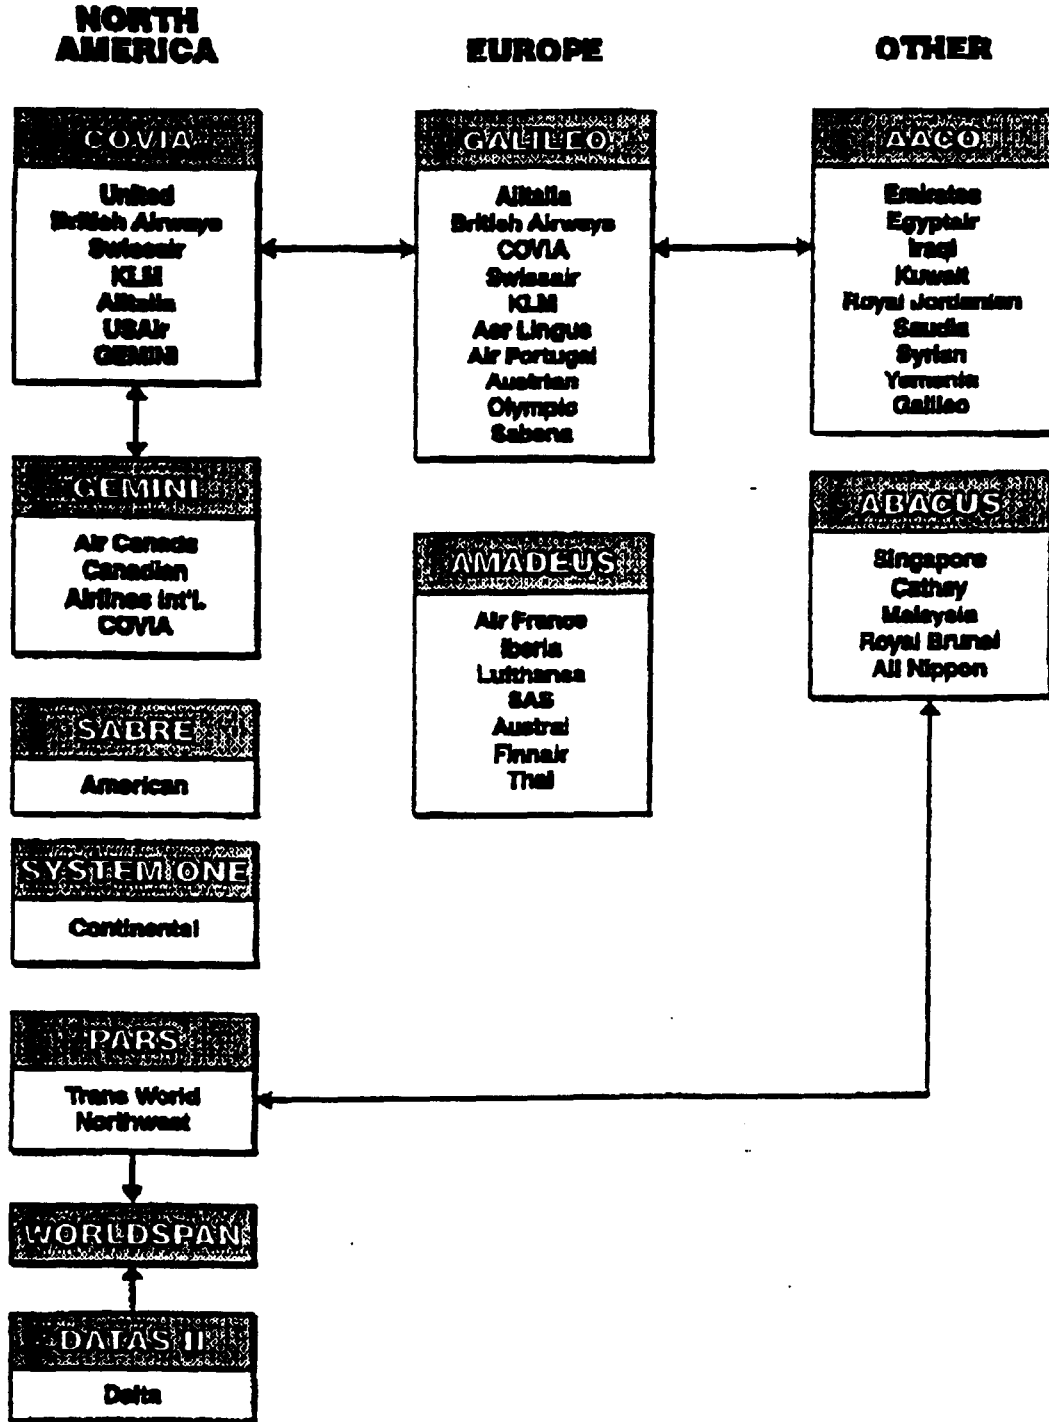 NORTH
AMERICA
COVIA
United
British Airways
Swissair
KLM
Alitalia
USAir
GEMINI
GEMINI
Air Canada
Canadian
Airlines Int'l.
COVIA
SABRE
American
SYSTEM ONE
Continental
PARS
Trans World
Northwest
WORLDSPAN
DATAS II
Delta
EUROPE
GALILEO
Alitalia
British Airways
COVIA
Swissair
KLM
Aer Lingus
Air Portugal
Austrian
Olympic
Sabena
AMADEUS
Air France
Iberia
Lufthansa
SAS
Austral
Finnair
Thai
OTHER
AACO
Emirates
Egyptair
Iraqi
Kuwait
Royal Jordanian
Saudia
Syrian
Yemenia
Galileo
ABACUS
Singapore
Cathay
Malaysia
Royal Brunei
All Nippon